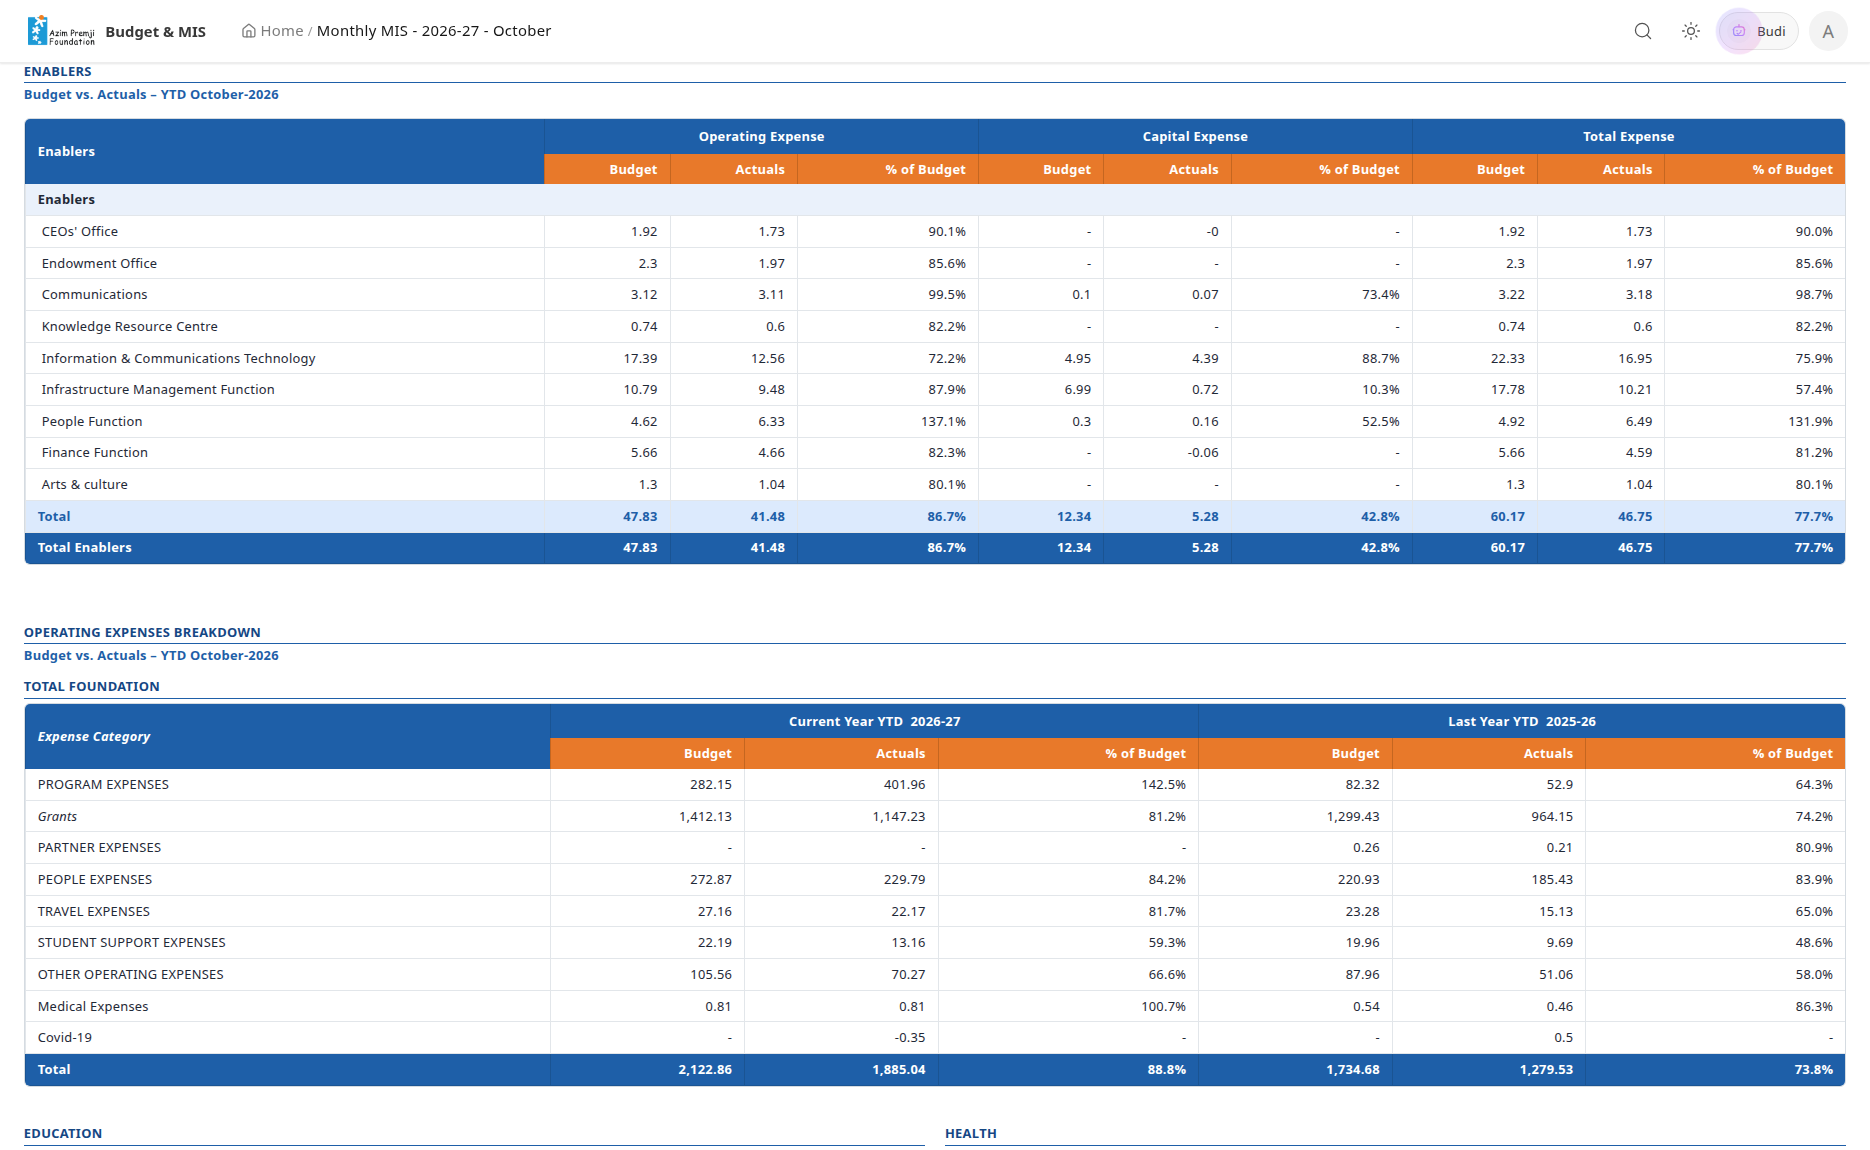 Azim Premji
Foundation
Budget & MIS
Home / Monthly MIS - 2026-27 - October
Budi
A
ENABLERS
Budget vs. Actuals – YTD October-2026
Enablers Operating Expense Capital Expense Total Expense
Budget Actuals % of Budget Budget Actuals % of Budget Budget Actuals % of Budget
Enablers
CEOs' Office 1.92 1.73 90.1% - -0 - 1.92 1.73 90.0%
Endowment Office 2.3 1.97 85.6% - - - 2.3 1.97 85.6%
Communications 3.12 3.11 99.5% 0.1 0.07 73.4% 3.22 3.18 98.7%
Knowledge Resource Centre 0.74 0.6 82.2% - - - 0.74 0.6 82.2%
Information & Communications Technology 17.39 12.56 72.2% 4.95 4.39 88.7% 22.33 16.95 75.9%
Infrastructure Management Function 10.79 9.48 87.9% 6.99 0.72 10.3% 17.78 10.21 57.4%
People Function 4.62 6.33 137.1% 0.3 0.16 52.5% 4.92 6.49 131.9%
Finance Function 5.66 4.66 82.3% - -0.06 - 5.66 4.59 81.2%
Arts & culture 1.3 1.04 80.1% - - - 1.3 1.04 80.1%
Total 47.83 41.48 86.7% 12.34 5.28 42.8% 60.17 46.75 77.7%
Total Enablers 47.83 41.48 86.7% 12.34 5.28 42.8% 60.17 46.75 77.7%
OPERATING EXPENSES BREAKDOWN
Budget vs. Actuals – YTD October-2026
TOTAL FOUNDATION
Expense Category Current Year YTD 2026-27 Last Year YTD 2025-26
Budget Actuals % of Budget Budget Actuals % of Budget
PROGRAM EXPENSES 282.15 401.96 142.5% 82.32 52.9 64.3%
Grants 1,412.13 1,147.23 81.2% 1,299.43 964.15 74.2%
PARTNER EXPENSES - - - 0.26 0.21 80.9%
PEOPLE EXPENSES 272.87 229.79 84.2% 220.93 185.43 83.9%
TRAVEL EXPENSES 27.16 22.17 81.7% 23.28 15.13 65.0%
STUDENT SUPPORT EXPENSES 22.19 13.16 59.3% 19.96 9.69 48.6%
OTHER OPERATING EXPENSES 105.56 70.27 66.6% 87.96 51.06 58.0%
Medical Expenses 0.81 0.81 100.7% 0.54 0.46 86.3%
Covid-19 - -0.35 - - 0.5 -
Total 2,122.86 1,885.04 88.8% 1,734.68 1,279.53 73.8%
EDUCATION
HEALTH